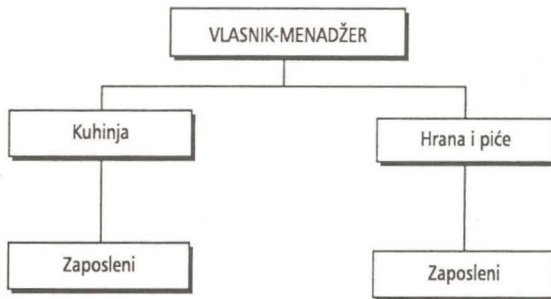 VLASNIK-MENADŽER
Kuhinja
Hrana i piće
Zaposleni
Zaposleni